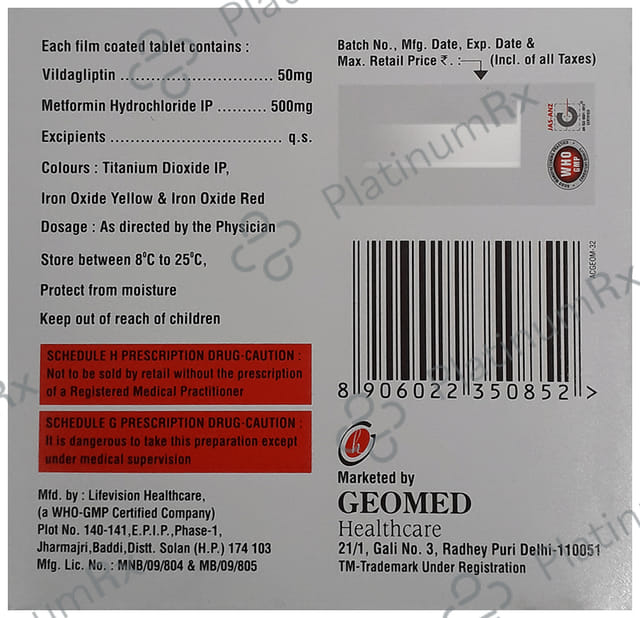 Each film coated tablet contains :
Vildagliptin ................................ 50mg
Metformin Hydrochloride IP .......... 500mg
Excipients .................................... q.s.
Colours : Titanium Dioxide IP,
Iron Oxide Yellow & Iron Oxide Red
Dosage : As directed by the Physician
Store between 8⁰C to 25⁰C,
Protect from moisture
Keep out of reach of children
SCHEDULE H PRESCRIPTION DRUG-CAUTION :
Not to be sold by retail without the prescription
of a Registered Medical Practitioner
SCHEDULE G PRESCRIPTION DRUG-CAUTION :
It is dangerous to take this preparation except
under medical supervision
Mfd. by : Lifevision Healthcare,
(a WHO-GMP Certified Company)
Plot No. 140-141,E.P.I.P.,Phase-1,
Jharmajri,Baddi,Distt. Solan (H.P.) 174 103
Mfg. Lic. No. : MNB/09/804 & MB/09/805
Batch No., Mfg. Date, Exp. Date &
Max. Retail Price ₹. : (Incl. of all Taxes)
JAS-ANZ
WHO
GMP
ACGEOM-32
8 906022 350852 >
h
Marketed by
GEOMED
Healthcare
21/1, Gali No. 3, Radhey Puri Delhi-110051
TM-Trademark Under Registration
PlatinumRx
PlatinumRx
PlatinumRx
PlatinumRx